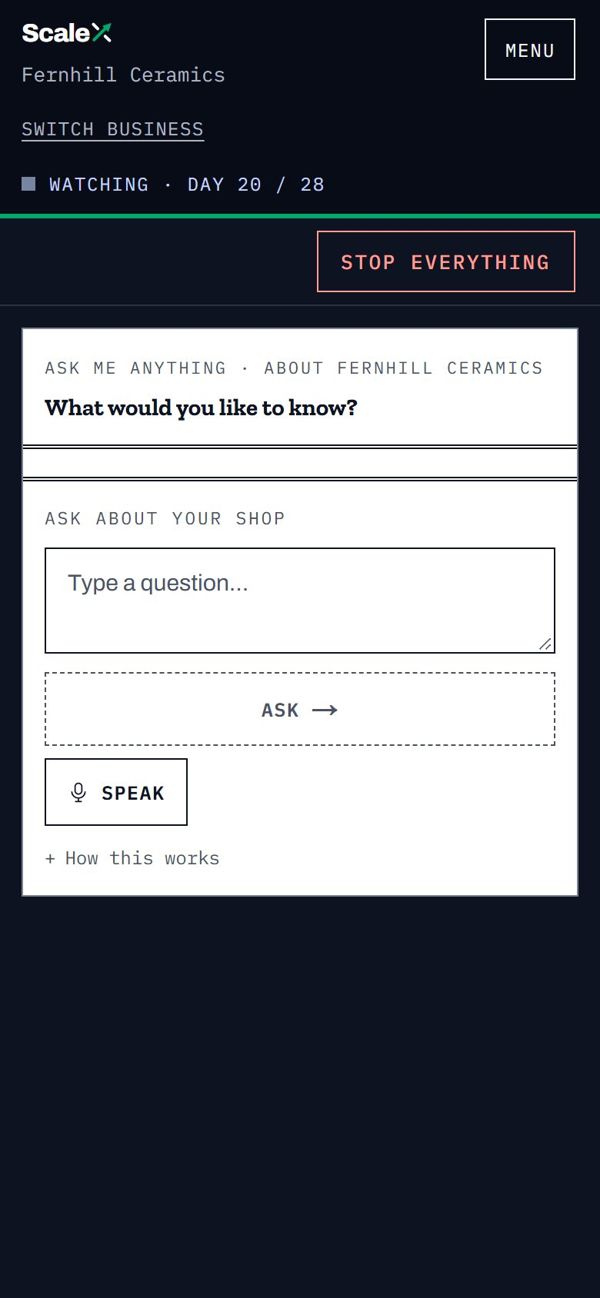 ScaleX
MENU
Fernhill Ceramics
SWITCH BUSINESS
WATCHING · DAY 20 / 28
STOP EVERYTHING
ASK ME ANYTHING · ABOUT FERNHILL CERAMICS
What would you like to know?
ASK ABOUT YOUR SHOP
Type a question...
ASK →
SPEAK
+ How this works